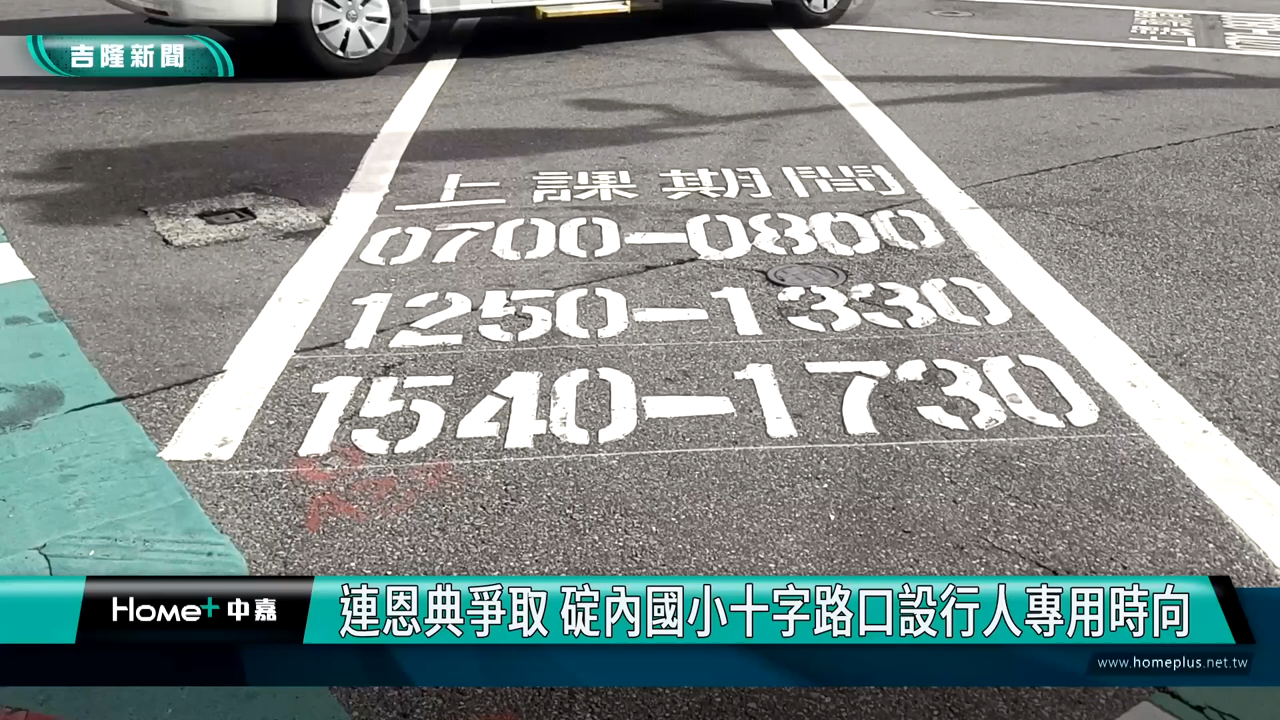 吉隆新聞
上課期間
0700-0800
1250-1330
1540-1730
Home+中嘉
連恩典爭取 碇內國小十字路口設行人專用時向
www.homeplus.net.tw